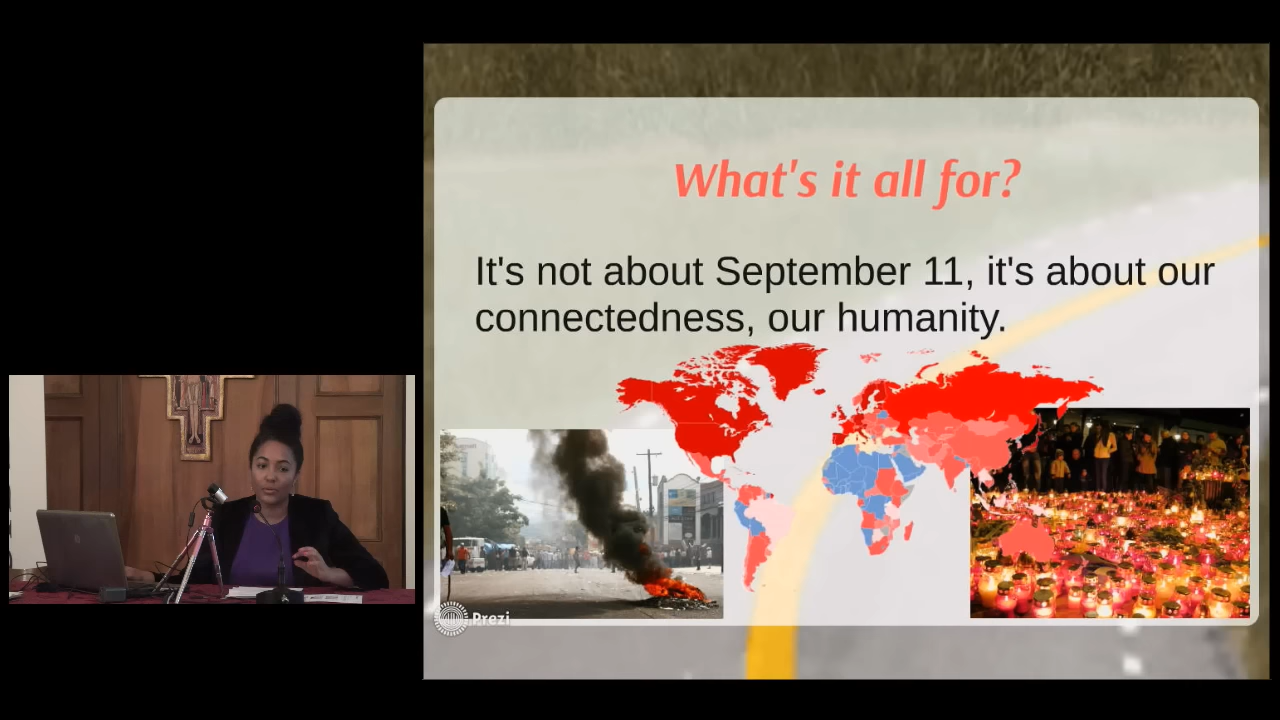 What's it all for?
It's not about September 11, it's about our
connectedness, our humanity.
Prezi